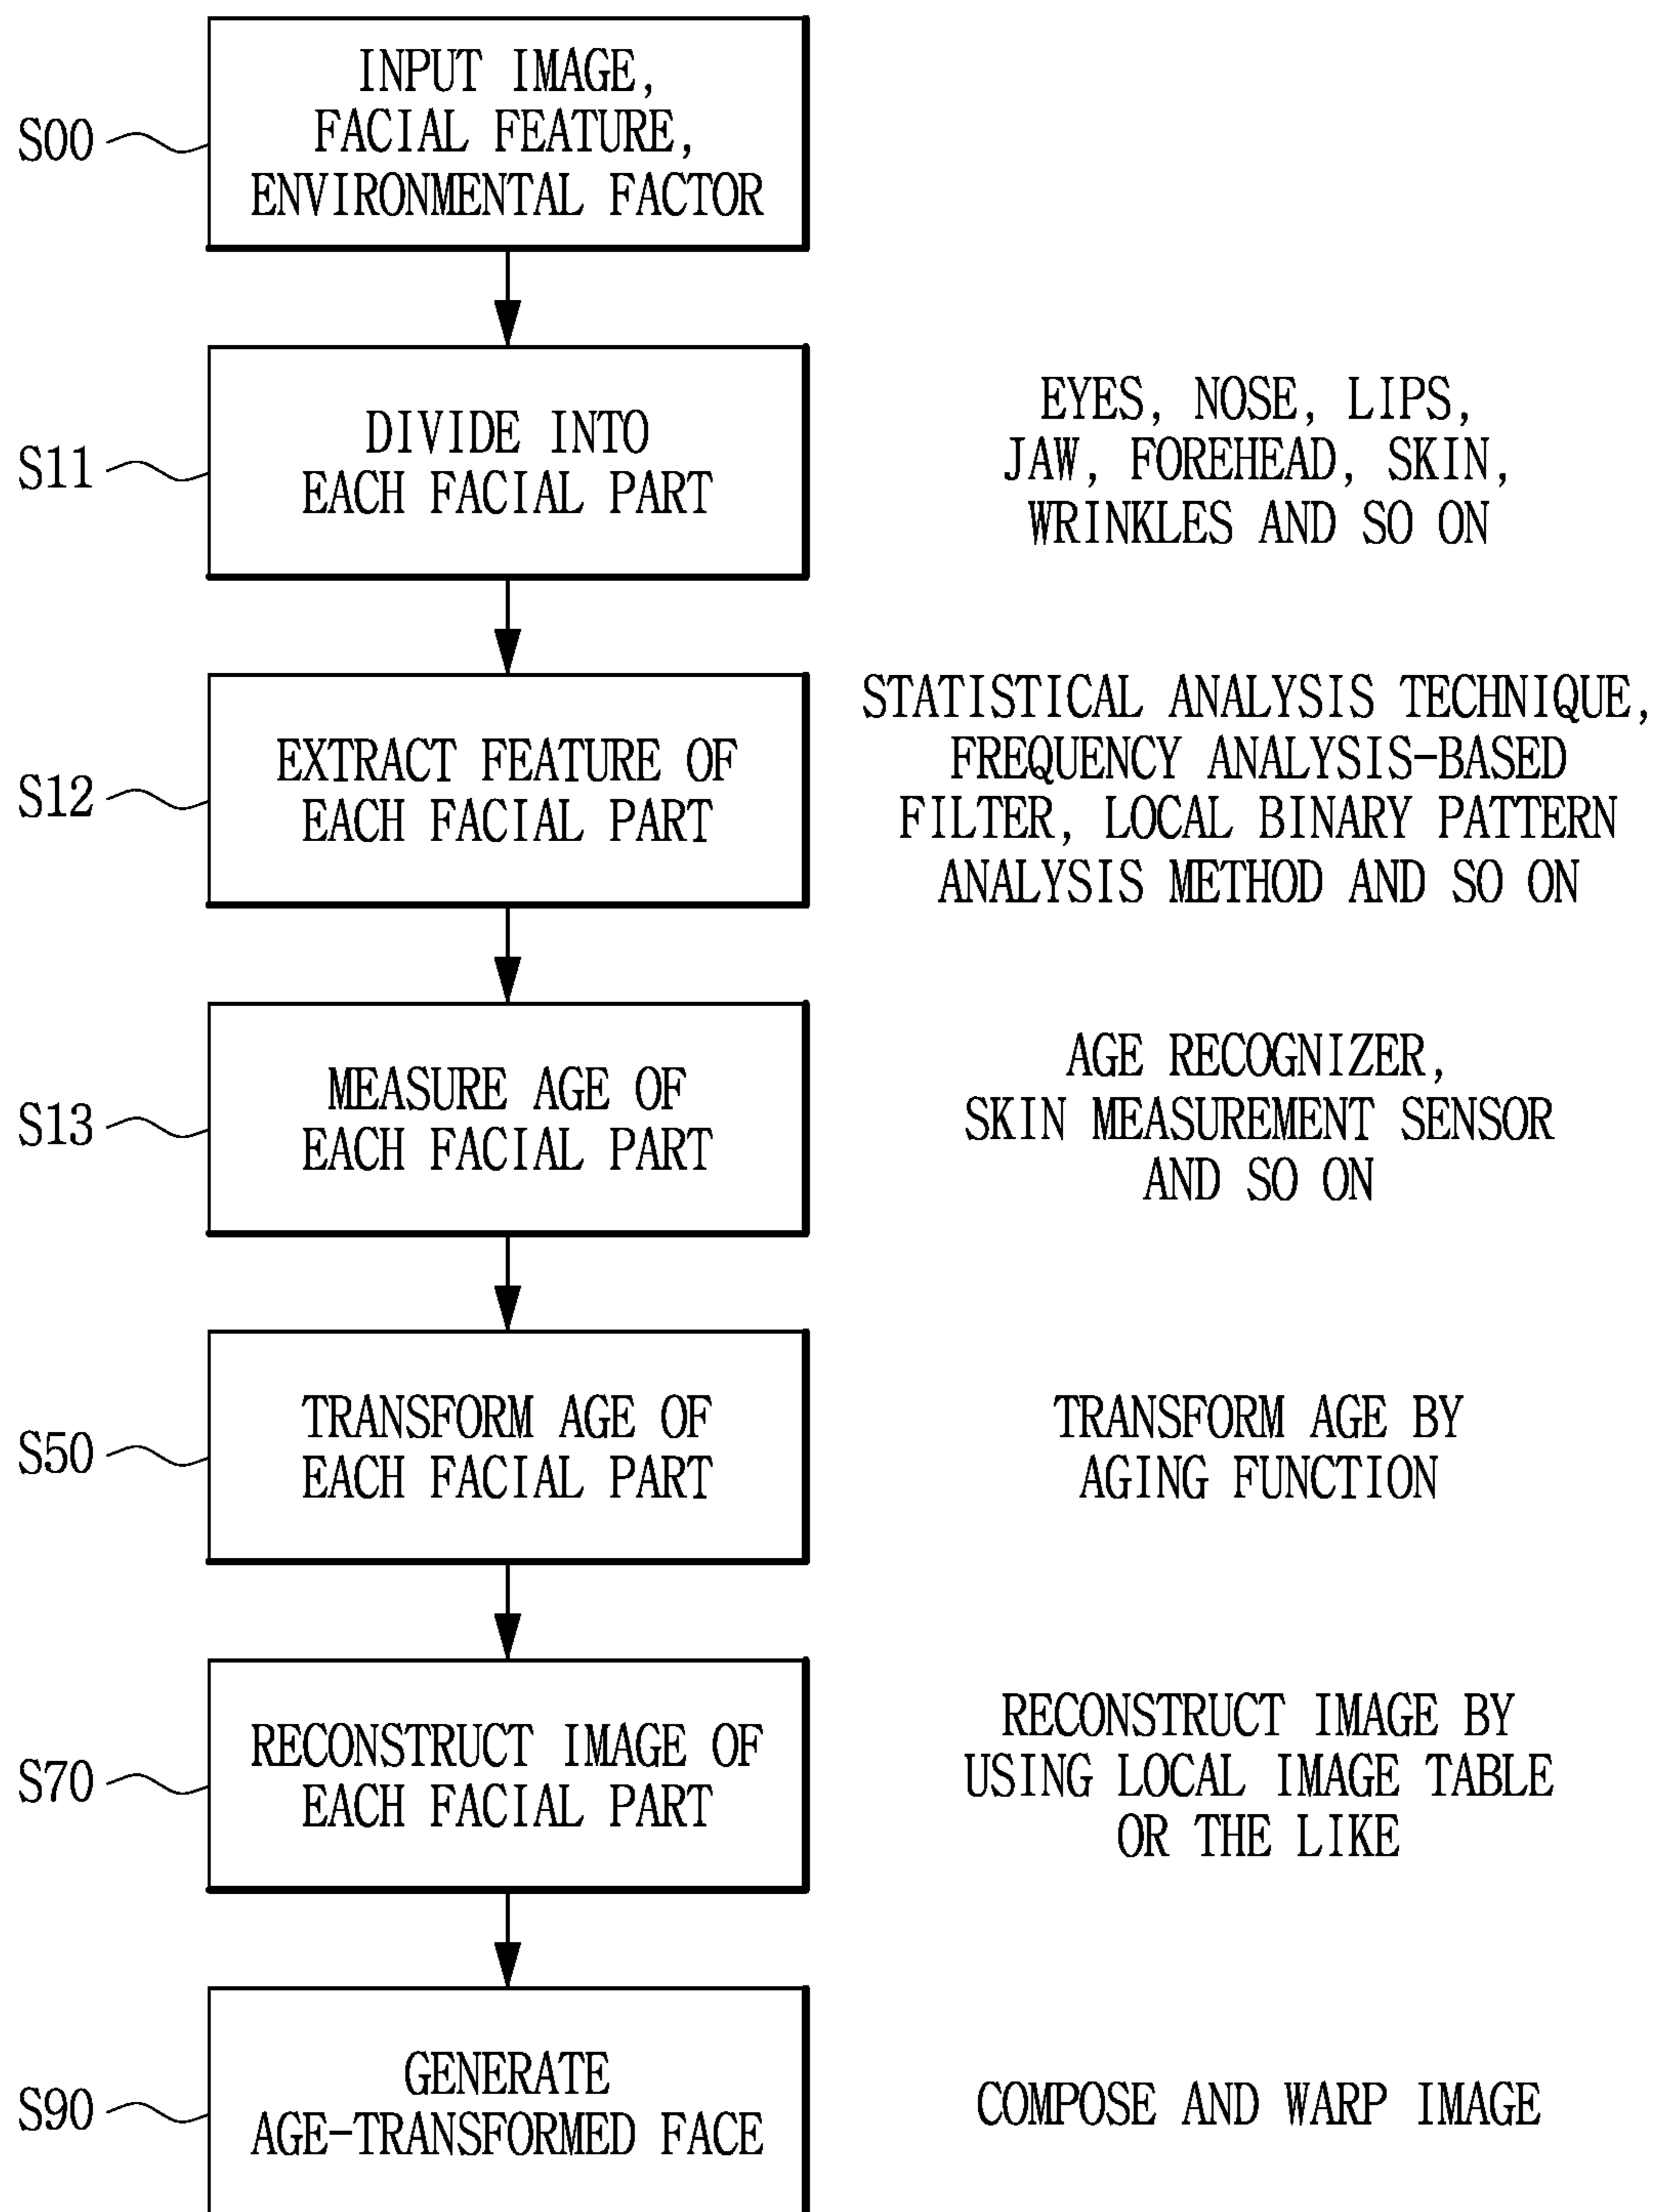 S00
INPUT IMAGE,
FACIAL FEATURE,
ENVIRONMENTAL FACTOR
S11
DIVIDE INTO
EACH FACIAL PART
EYES, NOSE, LIPS,
JAW, FOREHEAD, SKIN,
WRINKLES AND SO ON
S12
EXTRACT FEATURE OF
EACH FACIAL PART
STATISTICAL ANALYSIS TECHNIQUE,
FREQUENCY ANALYSIS-BASED
FILTER, LOCAL BINARY PATTERN
ANALYSIS METHOD AND SO ON
S13
MEASURE AGE OF
EACH FACIAL PART
AGE RECOGNIZER,
SKIN MEASUREMENT SENSOR
AND SO ON
S50
TRANSFORM AGE OF
EACH FACIAL PART
TRANSFORM AGE BY
AGING FUNCTION
S70
RECONSTRUCT IMAGE OF
EACH FACIAL PART
RECONSTRUCT IMAGE BY
USING LOCAL IMAGE TABLE
OR THE LIKE
S90
GENERATE
AGE-TRANSFORMED FACE
COMPOSE AND WARP IMAGE